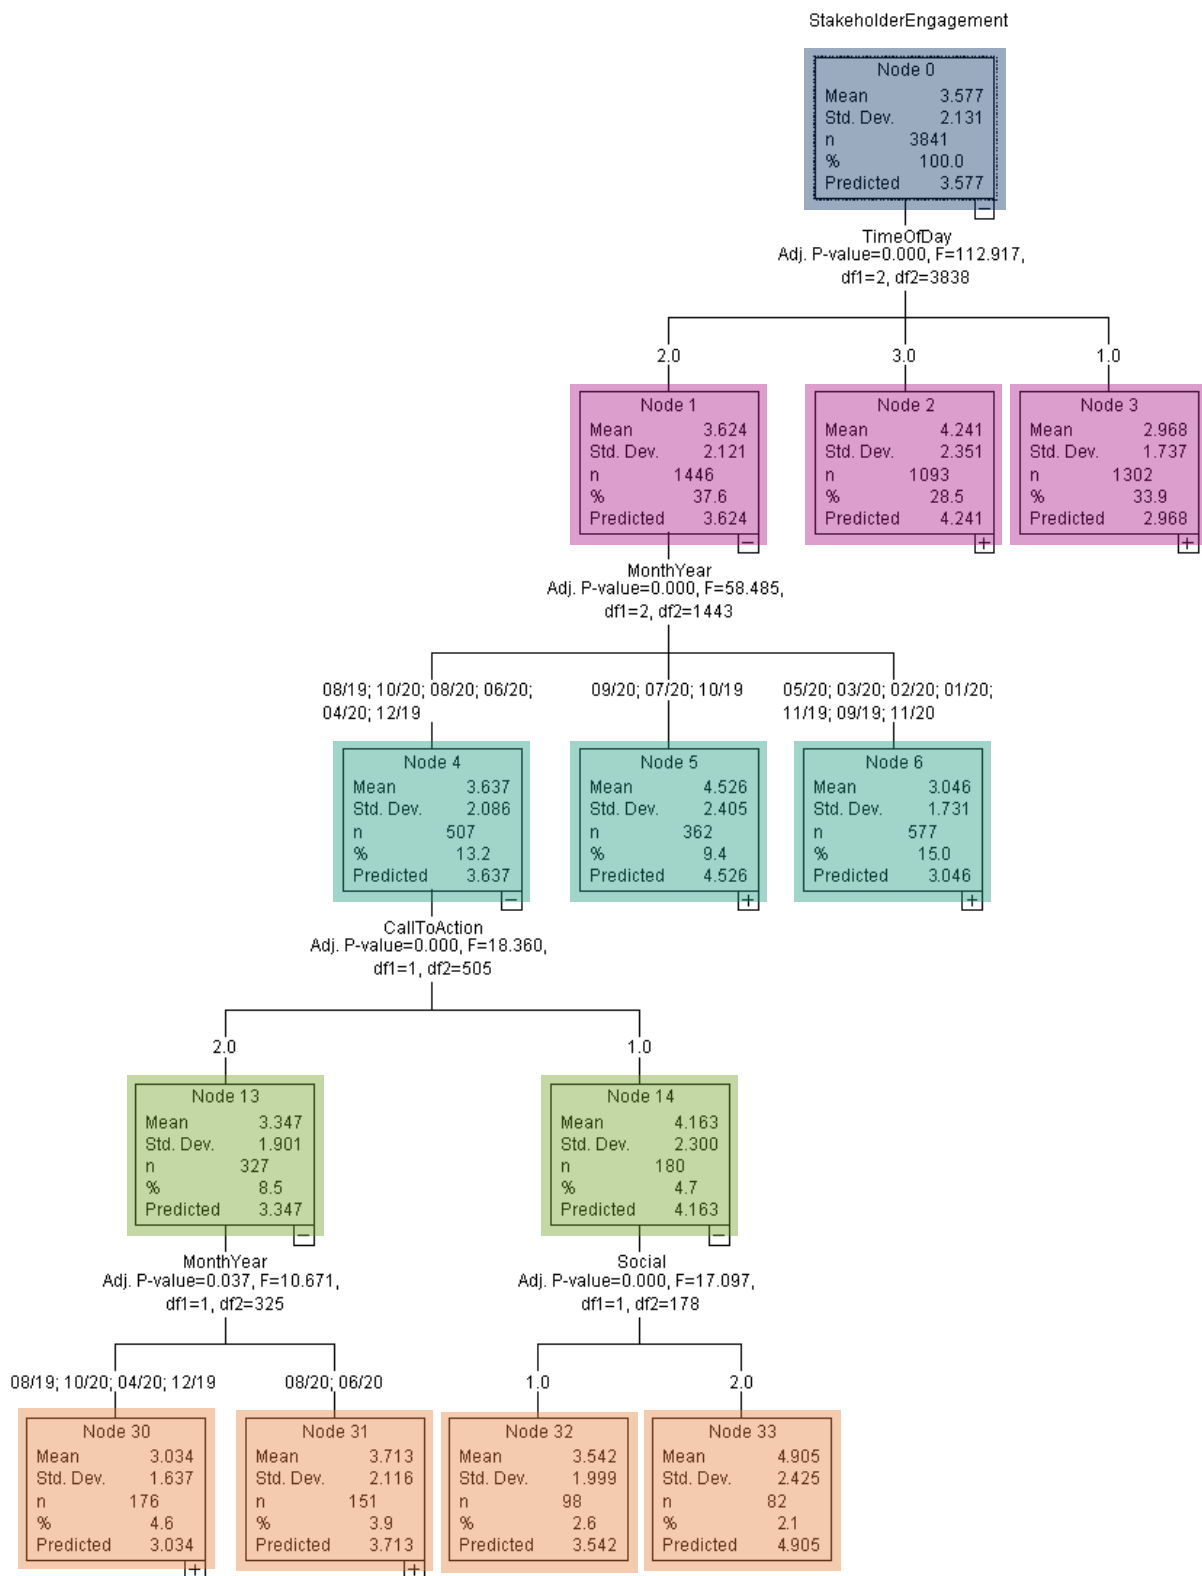 StakeholderEngagement
Node 0
Mean 3.577
Std. Dev. 2.131
n 3841
% 100.0
Predicted 3.577
TimeOfDay
Adj. P-value=0.000, F=112.917,
df1=2, df2=3838
2.0
3.0
1.0
Node 1
Mean 3.624
Std. Dev. 2.121
n 1446
% 37.6
Predicted 3.624
Node 2
Mean 4.241
Std. Dev. 2.351
n 1093
% 28.5
Predicted 4.241
Node 3
Mean 2.968
Std. Dev. 1.737
n 1302
% 33.9
Predicted 2.968
MonthYear
Adj. P-value=0.000, F=58.485,
df1=2, df2=1443
08/19; 10/20; 08/20; 06/20;
04/20; 12/19
09/20; 07/20; 10/19
05/20; 03/20; 02/20; 01/20;
11/19; 09/19; 11/20
Node 4
Mean 3.637
Std. Dev. 2.086
n 507
% 13.2
Predicted 3.637
Node 5
Mean 4.526
Std. Dev. 2.405
n 362
% 9.4
Predicted 4.526
Node 6
Mean 3.046
Std. Dev. 1.731
n 577
% 15.0
Predicted 3.046
CallToAction
Adj. P-value=0.000, F=18.360,
df1=1, df2=505
2.0
1.0
Node 13
Mean 3.347
Std. Dev. 1.901
n 327
% 8.5
Predicted 3.347
Node 14
Mean 4.163
Std. Dev. 2.300
n 180
% 4.7
Predicted 4.163
MonthYear
Adj. P-value=0.037, F=10.671,
df1=1, df2=325
Social
Adj. P-value=0.000, F=17.097,
df1=1, df2=178
08/19; 10/20; 04/20; 12/19
08/20; 06/20
1.0
2.0
Node 30
Mean 3.034
Std. Dev. 1.637
n 176
% 4.6
Predicted 3.034
Node 31
Mean 3.713
Std. Dev. 2.116
n 151
% 3.9
Predicted 3.713
Node 32
Mean 3.542
Std. Dev. 1.999
n 98
% 2.6
Predicted 3.542
Node 33
Mean 4.905
Std. Dev. 2.425
n 82
% 2.1
Predicted 4.905